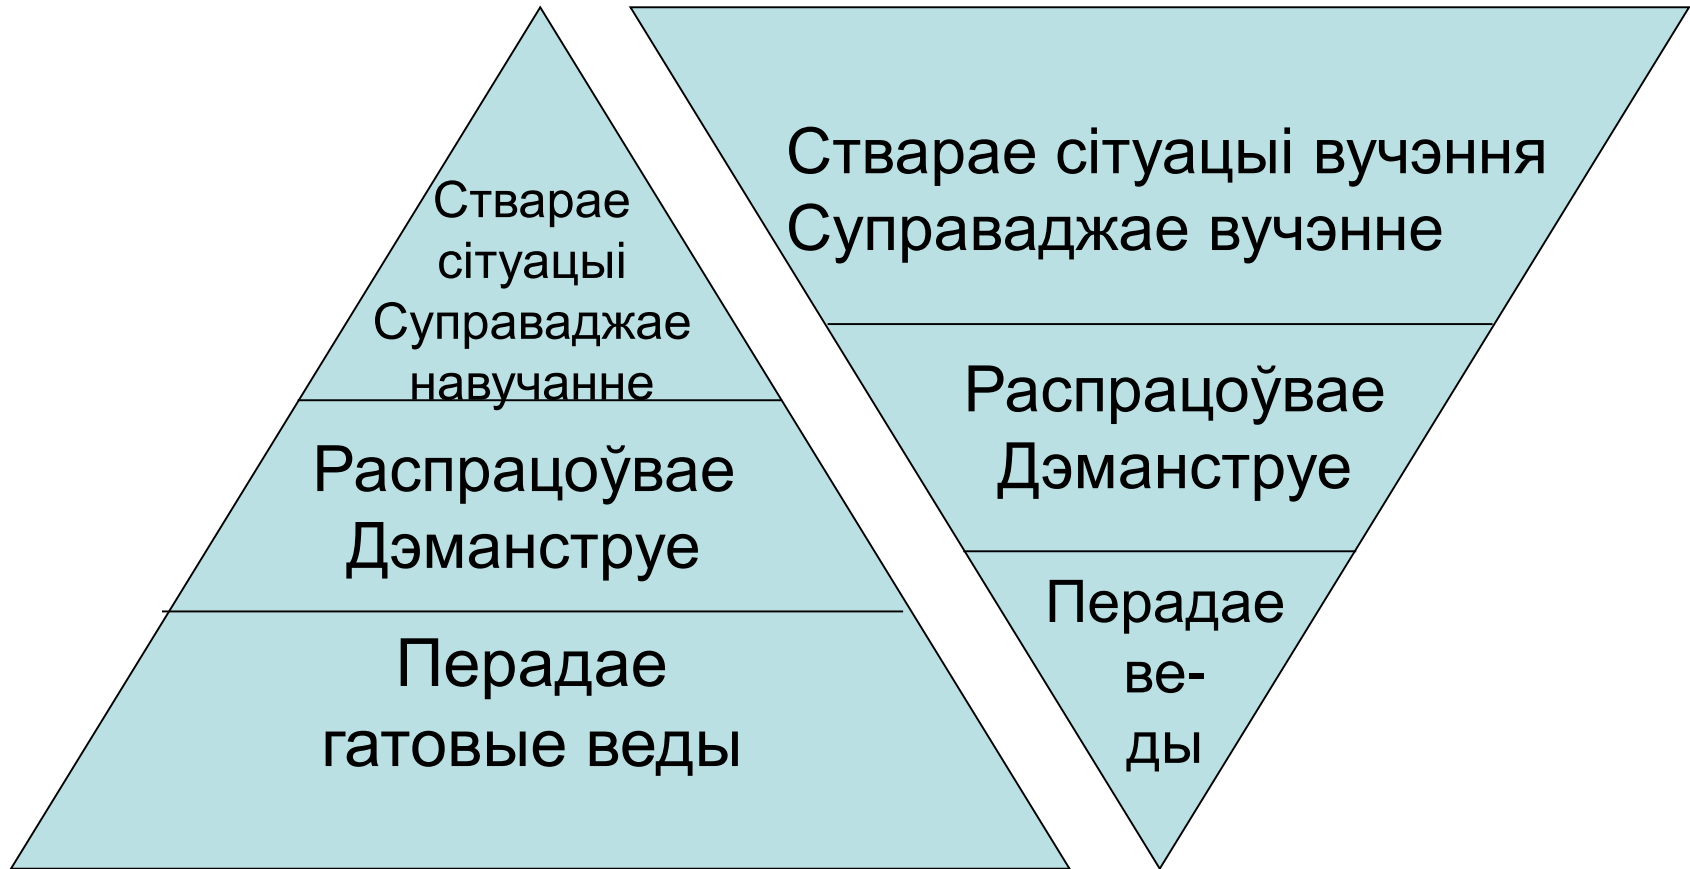 Стварае
сітуацыі
Суправаджае
навучанне
Распрацоўвае
Дэманструе
Перадае
гатовые веды
Стварае сітуацыі вучэння
Суправаджае вучэнне
Распрацоўвае
Дэманструе
Перадае
ве-
ды